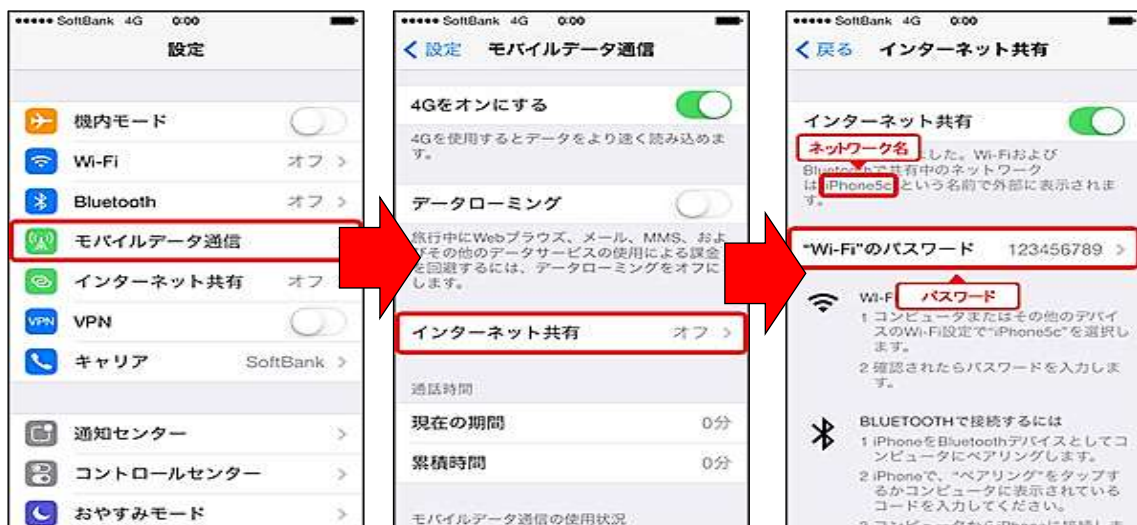 SoftBank 4G 0:00
設定
機内モード
Wi-Fi オフ
Bluetooth オフ
モバイルデータ通信
インターネット共有 オフ
VPN VPN
キャリア SoftBank
通知センター
コントロールセンター
おやすみモード
SoftBank 4G 0:00
設定 モバイルデータ通信
4Gをオンにする
4Gを使用するとデータをより速く読み込めま
す。
データローミング
旅行中にWebブラウズ、メール、MMS、およ
びその他のデータサービスの使用による課金
を回避するには、データローミングをオフに
します。
インターネット共有 オフ
通話時間
現在の期間 0分
累積時間 0分
モバイルデータ通信の使用状況
SoftBank 4G 0:00
戻る インターネット共有
インターネット共有
ネットワーク名
した。Wi-Fiおよび
Bluetoothで共有中のネットワーク
は"iPhone5c"という名前で外部に表示されま
す。
"Wi-Fi"のパスワード 123456789
パスワード
WI-F
1 コンピュータまたはその他のデバイ
スのWi-Fi設定で"iPhone5c"を選択し
ます。
2 確認されたらパスワードを入力しま
す。
BLUETOOTHで接続するには
1 iPhoneをBluetoothデバイスとしてコ
ンピュータにペアリングします。
2 iPhoneで、"ペアリング"をタップす
るかコンピュータに表示されている
コードを入力してください。